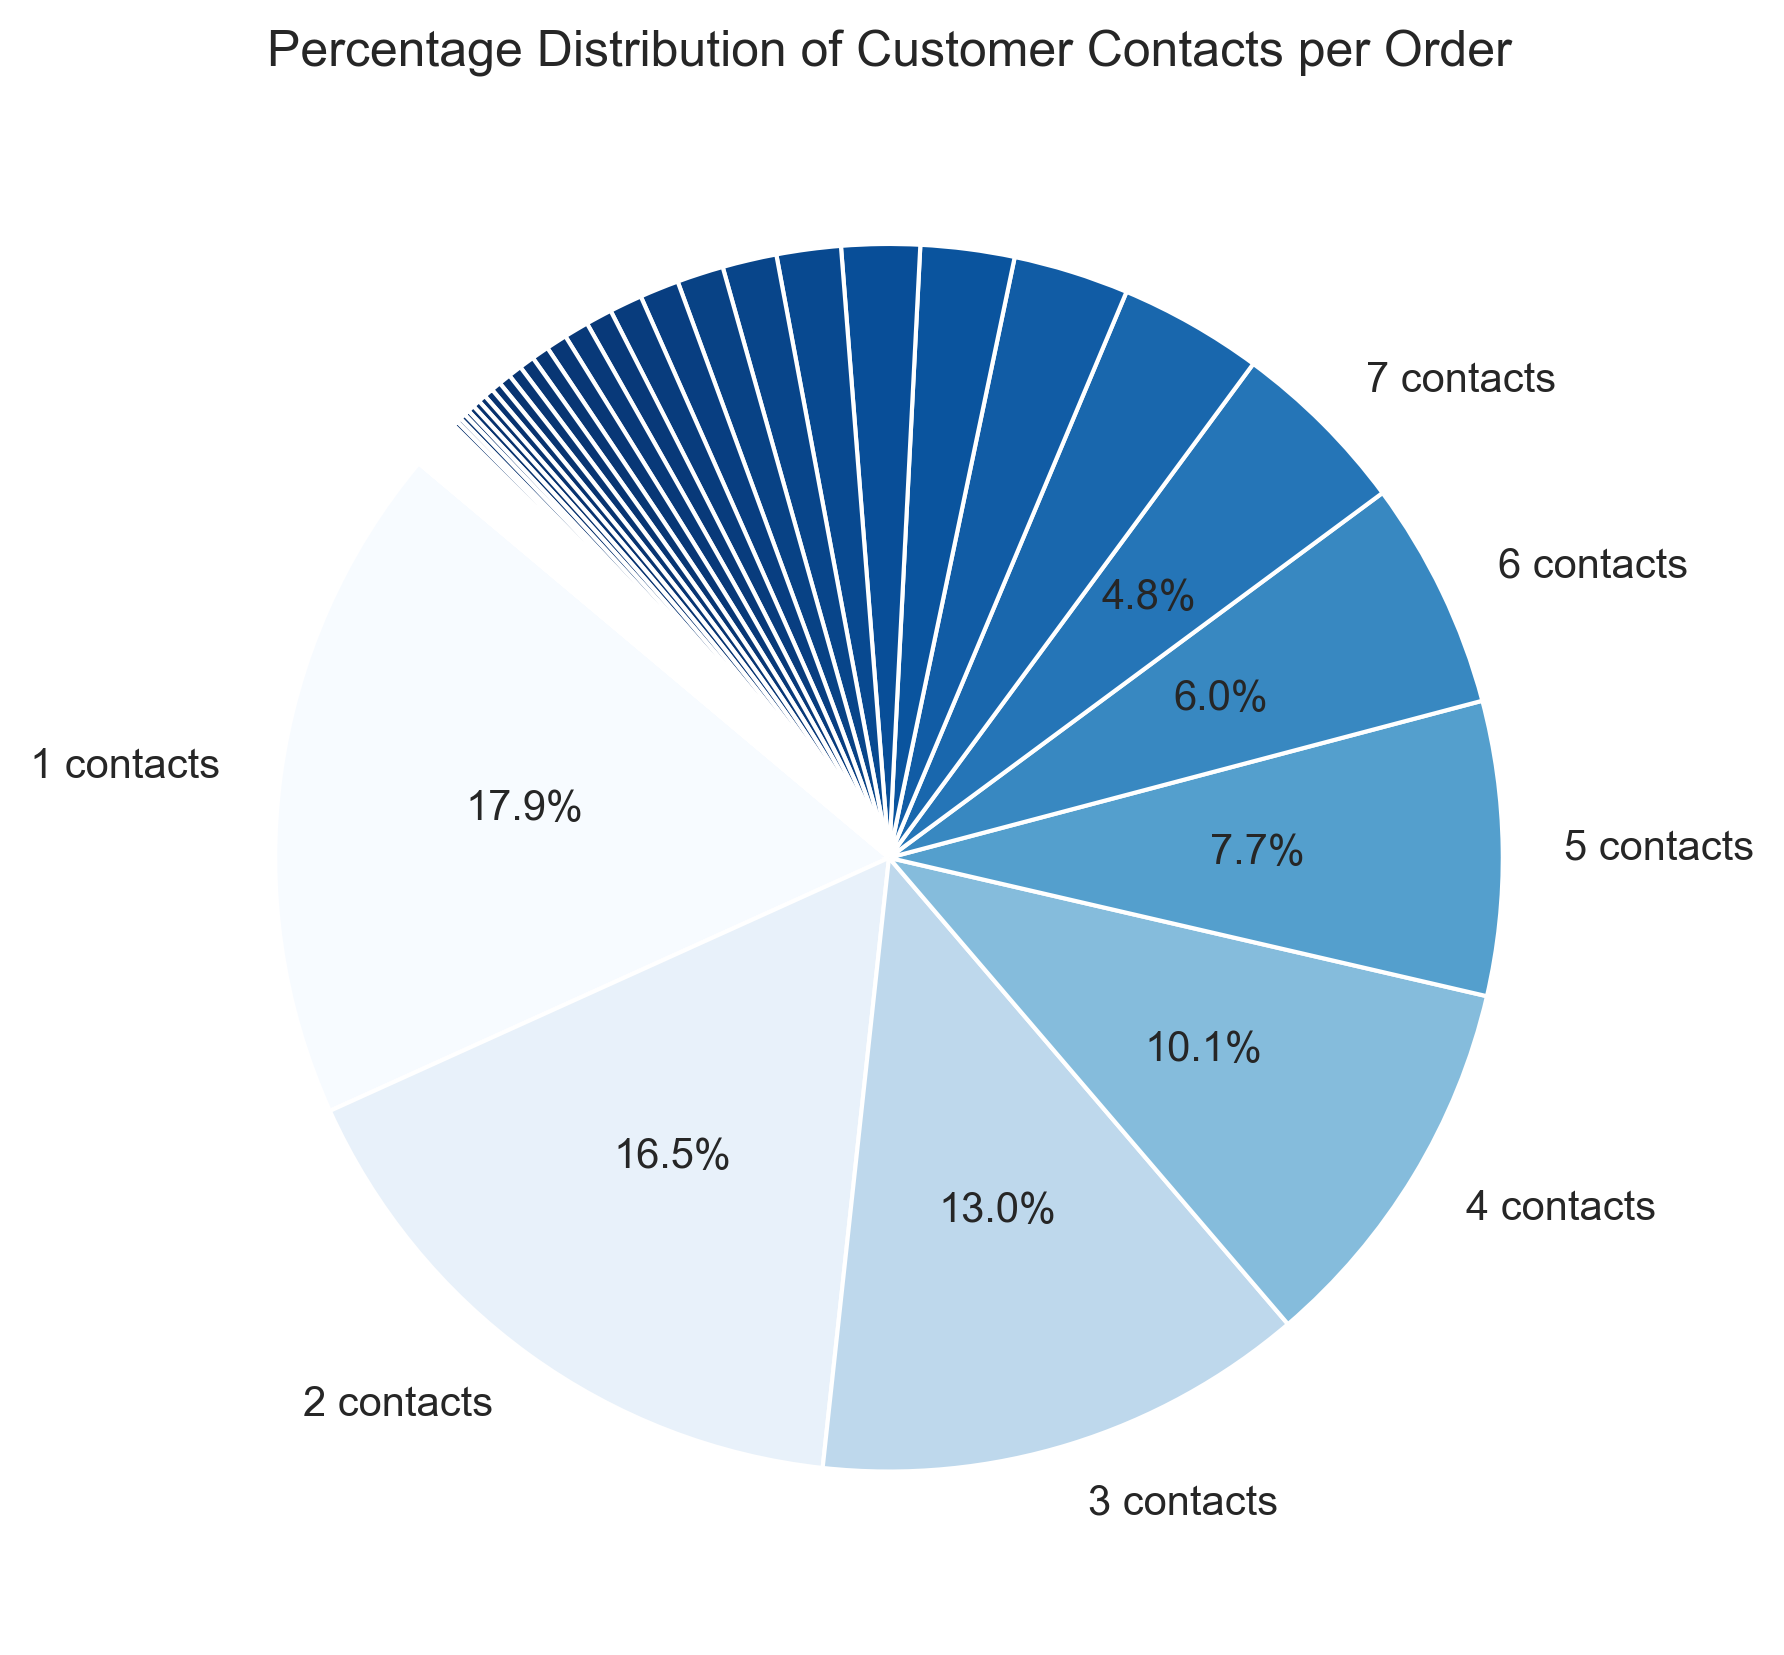 Percentage Distribution of Customer Contacts per Order
7 contacts
6 contacts
4.8%
6.0%
1 contacts
17.9%
7.7%
5 contacts
10.1%
16.5%
13.0%
4 contacts
2 contacts
3 contacts